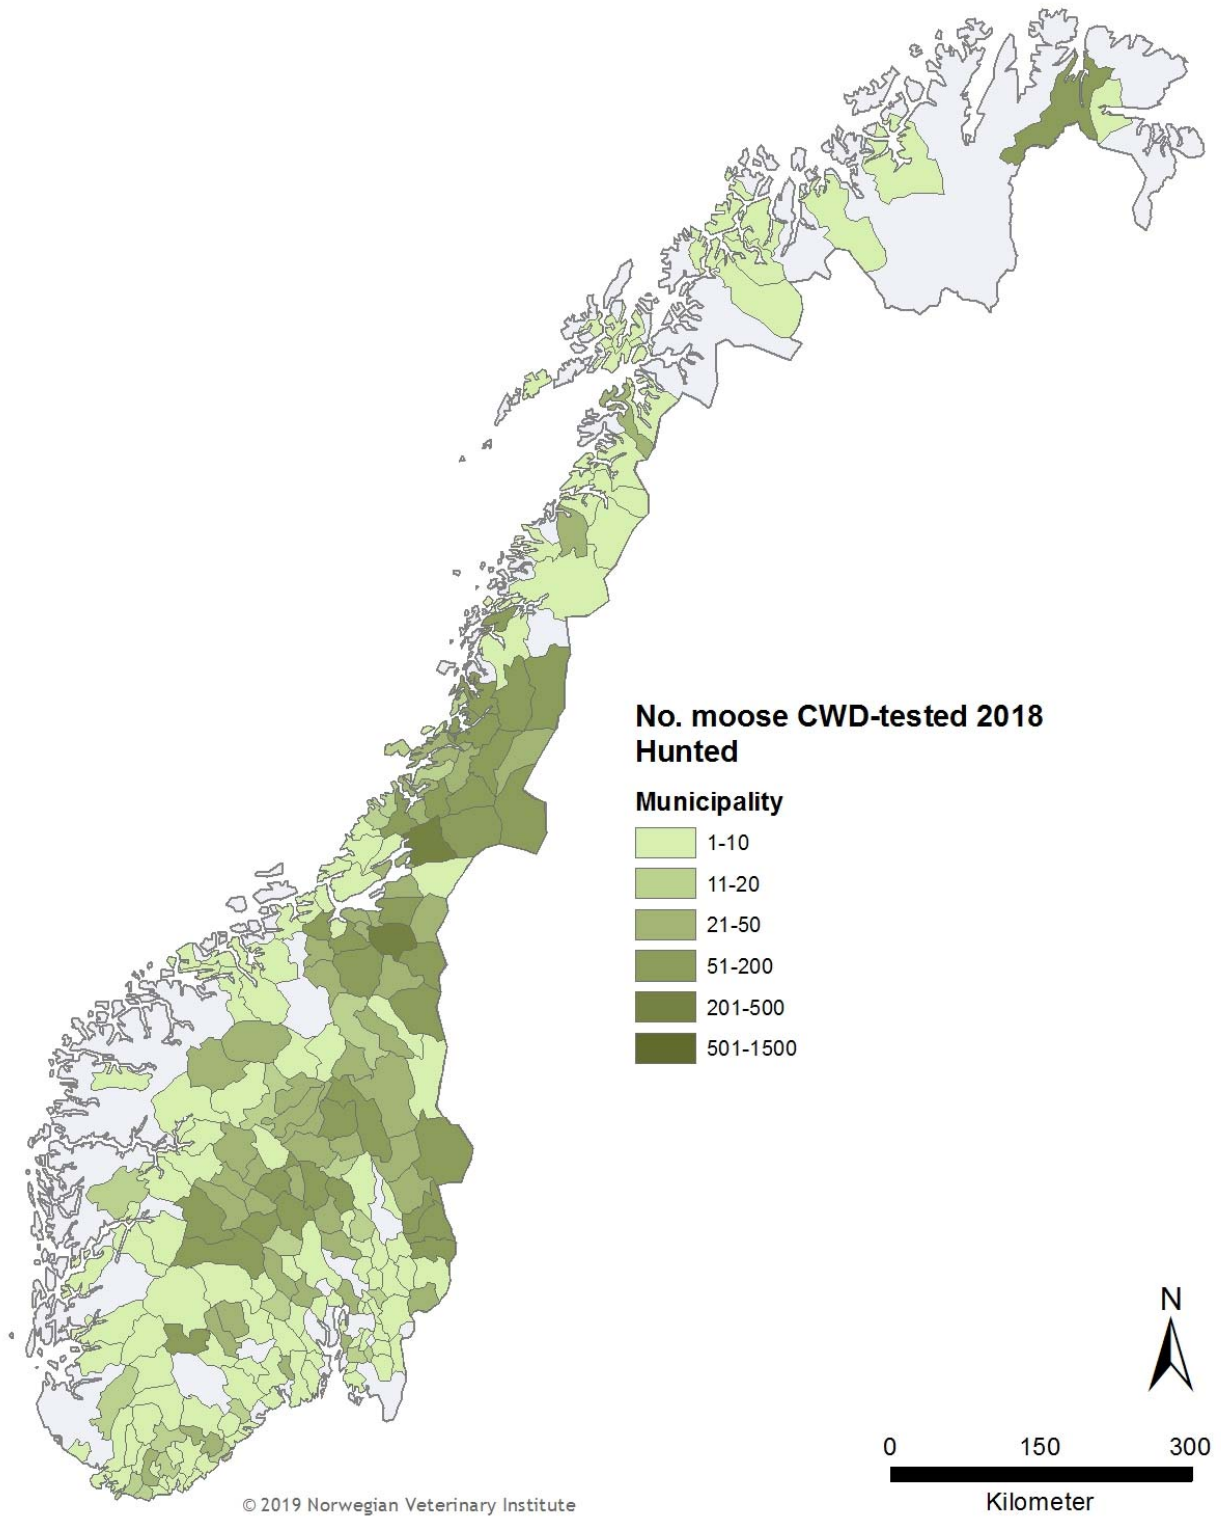 No. moose CWD-tested 2018
Hunted
Municipality
1-10
11-20
21-50
51-200
201-500
501-1500
N
0 150 300
Kilometer
© 2019 Norwegian Veterinary Institute